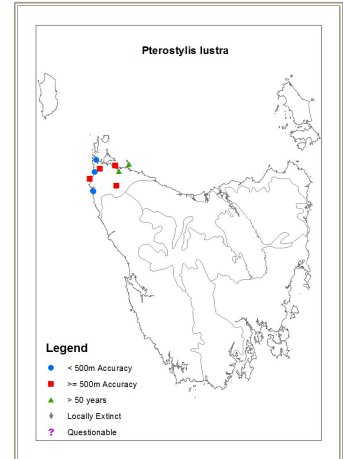 Pterostylis lustra
Legend
< 500m Accuracy
>= 500m Accuracy
> 50 years
Locally Extinct
? Questionable